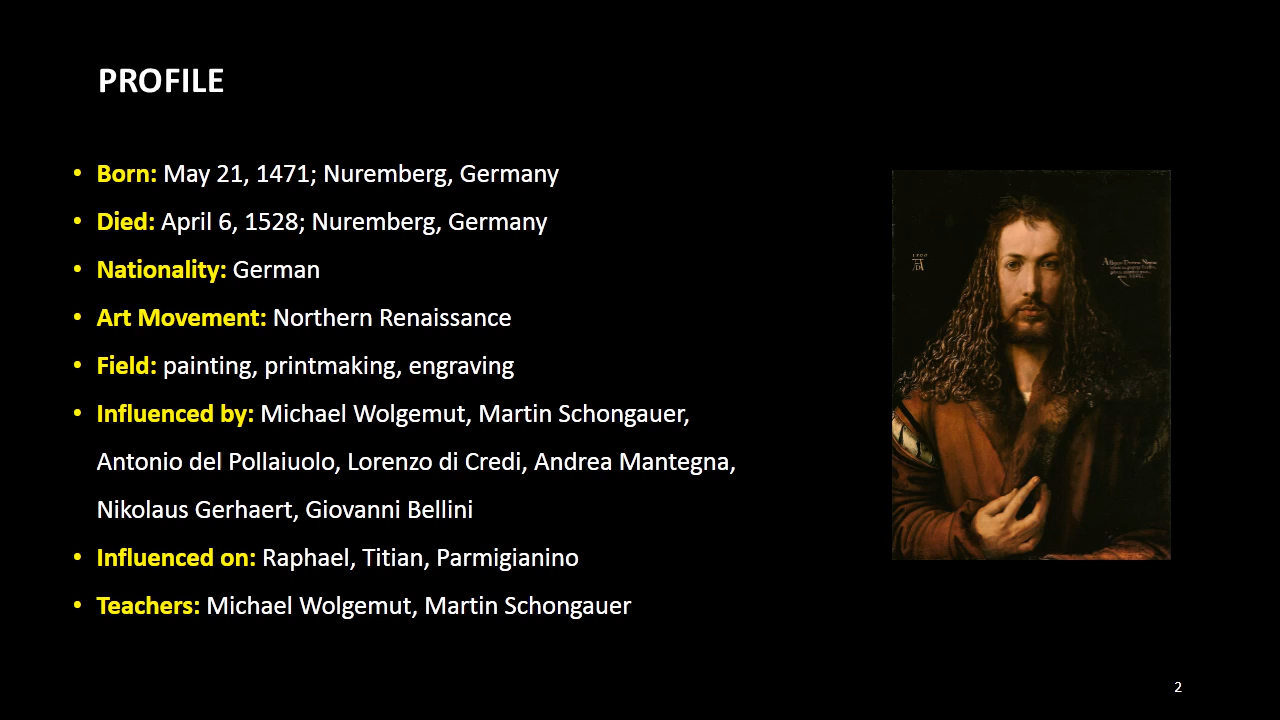 PROFILE
• Born: May 21, 1471; Nuremberg, Germany
• Died: April 6, 1528; Nuremberg, Germany
• Nationality: German
• Art Movement: Northern Renaissance
• Field: painting, printmaking, engraving
• Influenced by: Michael Wolgemut, Martin Schongauer,
Antonio del Pollaiuolo, Lorenzo di Credi, Andrea Mantegna,
Nikolaus Gerhaert, Giovanni Bellini
• Influenced on: Raphael, Titian, Parmigianino
• Teachers: Michael Wolgemut, Martin Schongauer
1500
AD
2